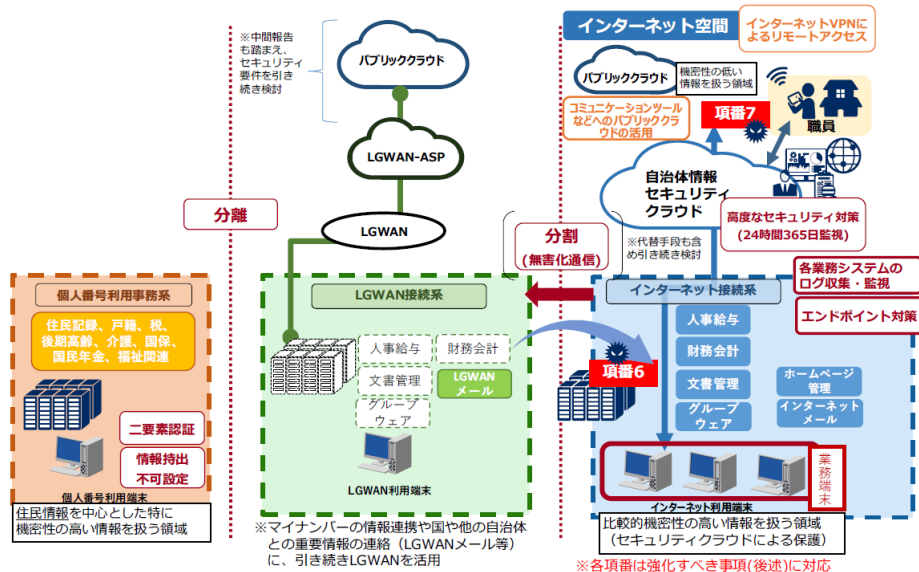 インターネット空間
インターネットVPNに
よるリモートアクセス
※中間報告
も踏まえ、
セキュリティ
要件を引き
続き検討
パブリッククラウド
パブリッククラウド
機密性の低い
情報を扱う領域
コミュニケーションツール
などへのパブリッククラ
ウドの活用
項番7
職員
LGWAN-ASP
自治体情報
セキュリティ
クラウド
分離
LGWAN
分割
(無害化通信)
※代替手段も含
め引き続き検討
高度なセキュリティ対策
(24時間365日監視)
各業務システムの
ログ収集・監視
エンドポイント対策
個人番号利用事務系
住民記録、戸籍、税、
後期高齢、介護、国保、
国民年金、福祉関連
二要素認証
情報持出
不可設定
個人番号利用端末
住民情報を中心とした特に
機密性の高い情報を扱う領域
LGWAN接続系
人事給与
財務会計
文書管理
LGWAN
メール
グループ
ウェア
LGWAN利用端末
※マイナンバーの情報連携や国や他の自治体
との重要情報の連絡（LGWANメール等）
に、引き続きLGWANを活用
インターネット接続系
人事給与
財務会計
項番6
文書管理
ホームページ
管理
グループ
ウェア
インターネット
メール
業務端末
インターネット利用端末
比較的機密性の高い情報を扱う領域
（セキュリティクラウドによる保護）
※各項番は強化すべき事項(後述)に対応